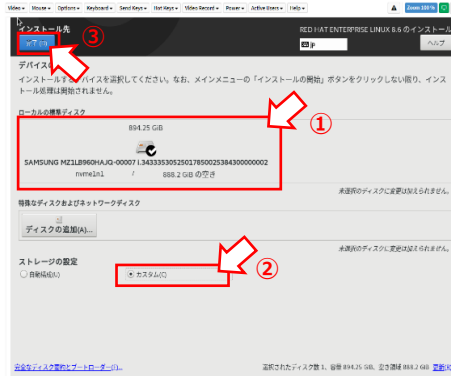 Video Mouse Options Keyboard Send Keys Hot Keys Video Record Power Active Users Help
Zoom 100 %
インストール先
RED HAT ENTERPRISE LINUX 8.6 のインストール
完了(D)
③
jp
ヘルプ
デバイスの
インストールするデバイスを選択してください。なお、メインメニューの「インストールの開始」ボタンをクリックしない限り、インス
トール処理は開始されません。
ローカルの標準ディスク
①
894.25 GiB
SAMSUNG MZ1LB960HAJQ-00007
nvme1n1 / 888.2 GiB の空き
未選択のディスクに変更は加えられません。
特殊なディスクおよびネットワークディスク
ディスクの追加(A)...
未選択のディスクに変更は加えられません。
ストレージの設定
②
自動構成(U)
カスタム(C)
完全なディスク要約とブートローダー(F)...
選択されたディスク数 1、容量 894.25 GiB、空き領域 888.2 GiB 更新(R)